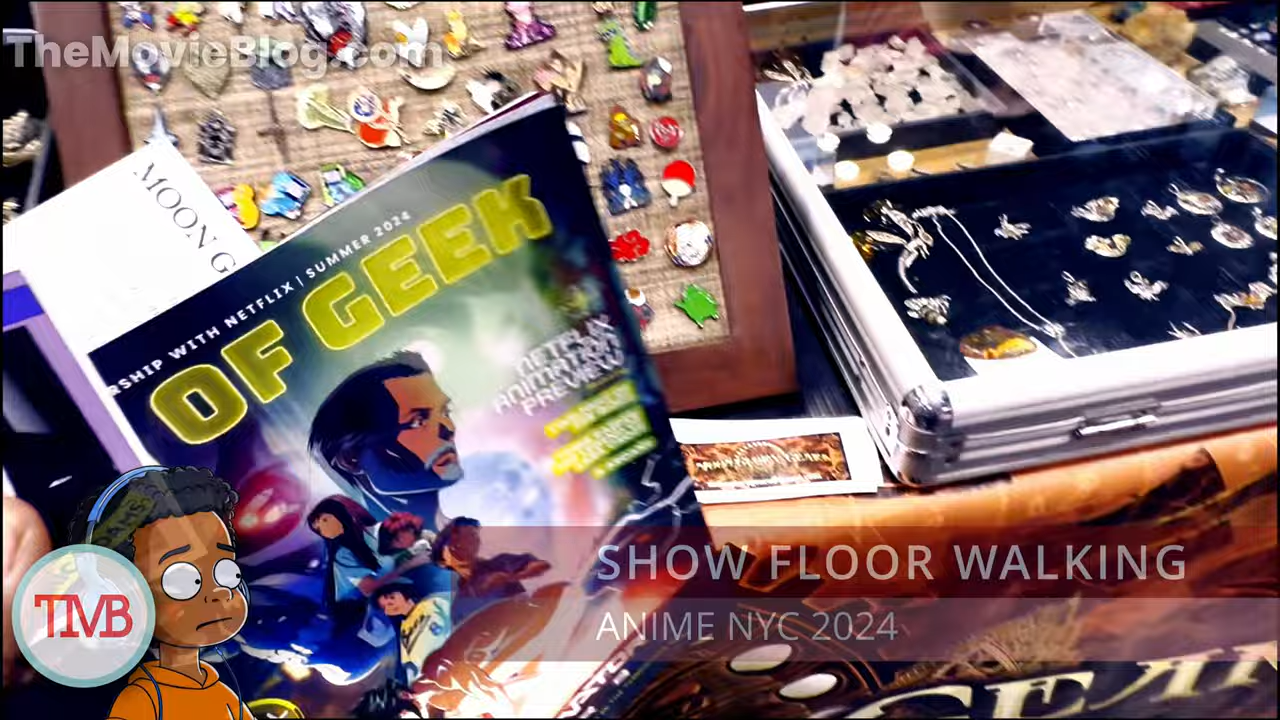 TheMovieBlog.com
MOON G
RSHIP WITH NETFLIX | SUMMER 2024
OF GEEK
NETFLIX
ANIMATION
PREVIEW
SHOW FLOOR WALKING
ANIME NYC 2024
TMB
GEAR